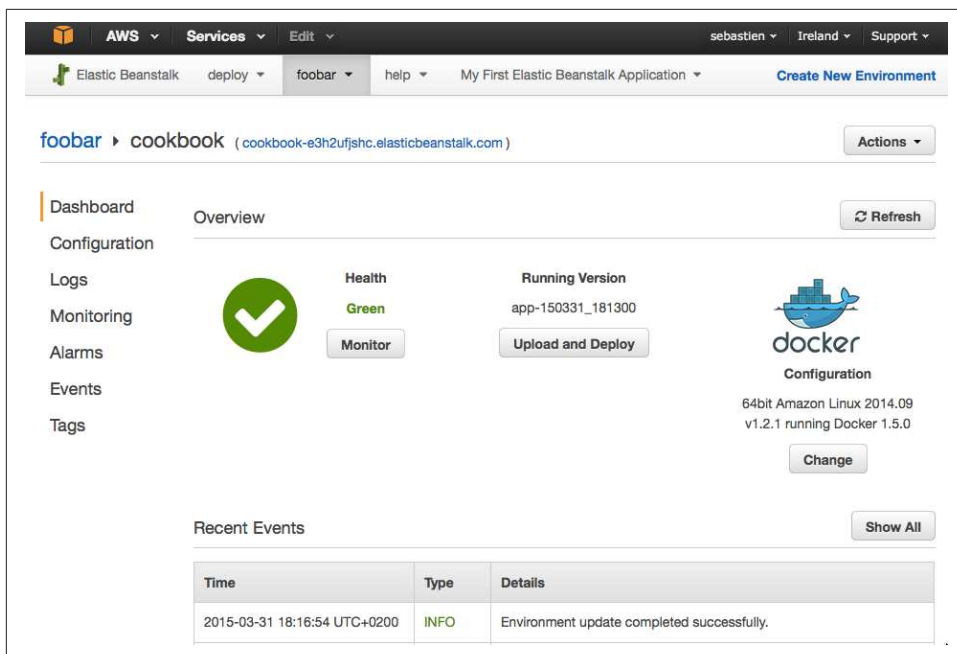 AWS Services Edit sebastien Ireland Support
Elastic Beanstalk deploy foobar help My First Elastic Beanstalk Application Create New Environment
foobar cookbook ( cookbook-e3h2ufjshc.elasticbeanstalk.com ) Actions
Dashboard
Configuration
Logs
Monitoring
Alarms
Events
Tags
Overview Refresh
Health
Green
Monitor
Running Version
app-150331_181300
Upload and Deploy
docker
Configuration
64bit Amazon Linux 2014.09
v1.2.1 running Docker 1.5.0
Change
Recent Events Show All
Time Type Details
2015-03-31 18:16:54 UTC+0200 INFO Environment update completed successfully.